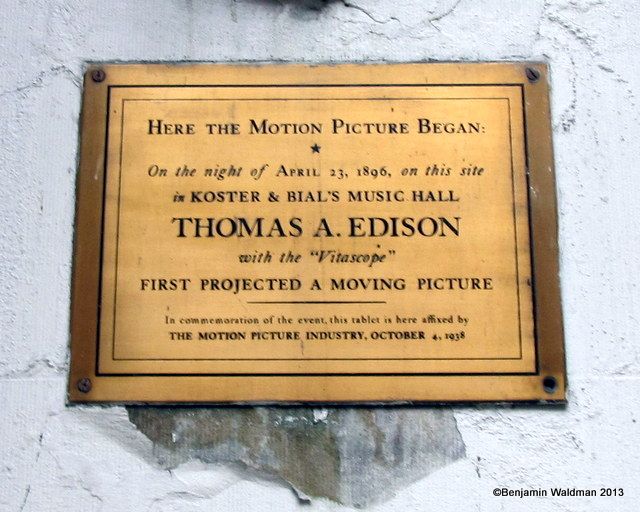 HERE THE MOTION PICTURE BEGAN:
On the night of APRIL 23, 1896, on this site
in KOSTER & BIAL'S MUSIC HALL
THOMAS A. EDISON
with the "Vitascope"
FIRST PROJECTED A MOVING PICTURE
In commemoration of the event, this tablet is here affixed by
THE MOTION PICTURE INDUSTRY, OCTOBER 4, 1938
©Benjamin Waldman 2013